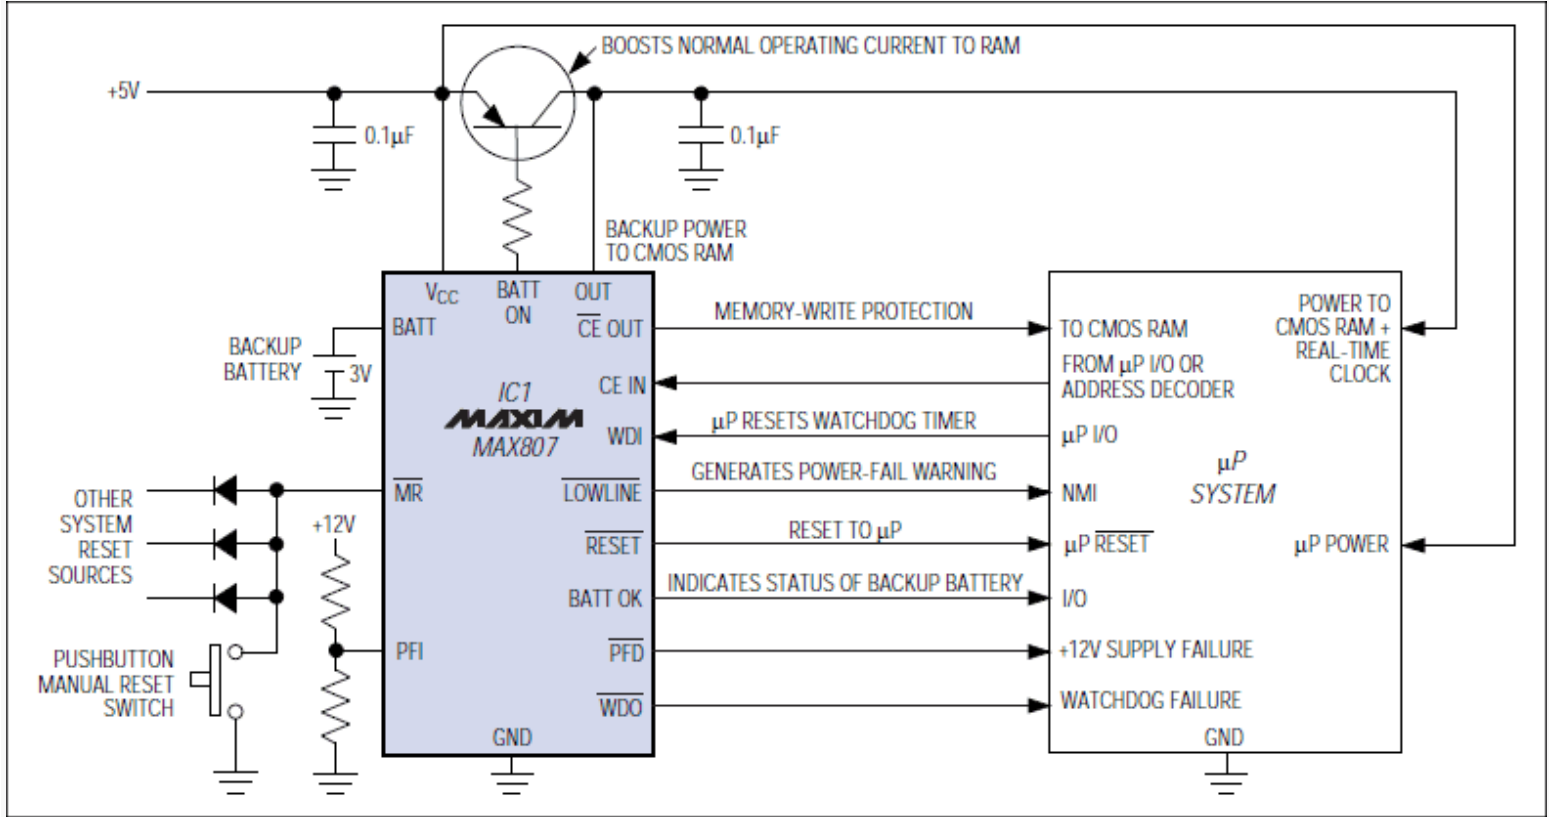 BOOSTS NORMAL OPERATING CURRENT TO RAM
+5V
0.1µF
0.1µF
BACKUP POWER
TO CMOS RAM
VCC
BATT
ON
OUT
BATT
CE OUT
BACKUP
BATTERY
3V
CE IN
IC1
MAXIM
MAX807
WDI
MR
LOWLINE
OTHER
SYSTEM
RESET
SOURCES
+12V
RESET
BATT OK
PFI
PFD
PUSHBUTTON
MANUAL RESET
SWITCH
WDO
GND
MEMORY-WRITE PROTECTION
µP RESETS WATCHDOG TIMER
GENERATES POWER-FAIL WARNING
RESET TO µP
INDICATES STATUS OF BACKUP BATTERY
TO CMOS RAM
FROM µP I/O OR
ADDRESS DECODER
µP I/O
NMI
µP RESET
I/O
+12V SUPPLY FAILURE
WATCHDOG FAILURE
GND
µP
SYSTEM
POWER TO
CMOS RAM +
REAL-TIME
CLOCK
µP POWER